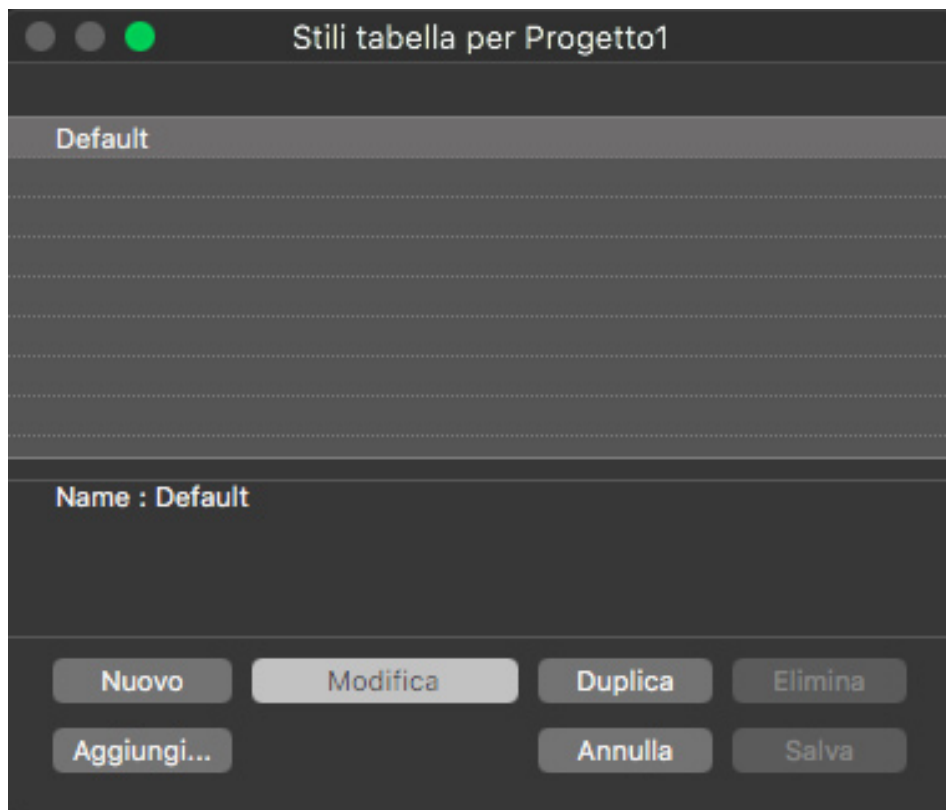 Stili tabella per Progetto1
Default
Name : Default
Nuovo Modifica Duplica Elimina
Aggiungi... Annulla Salva